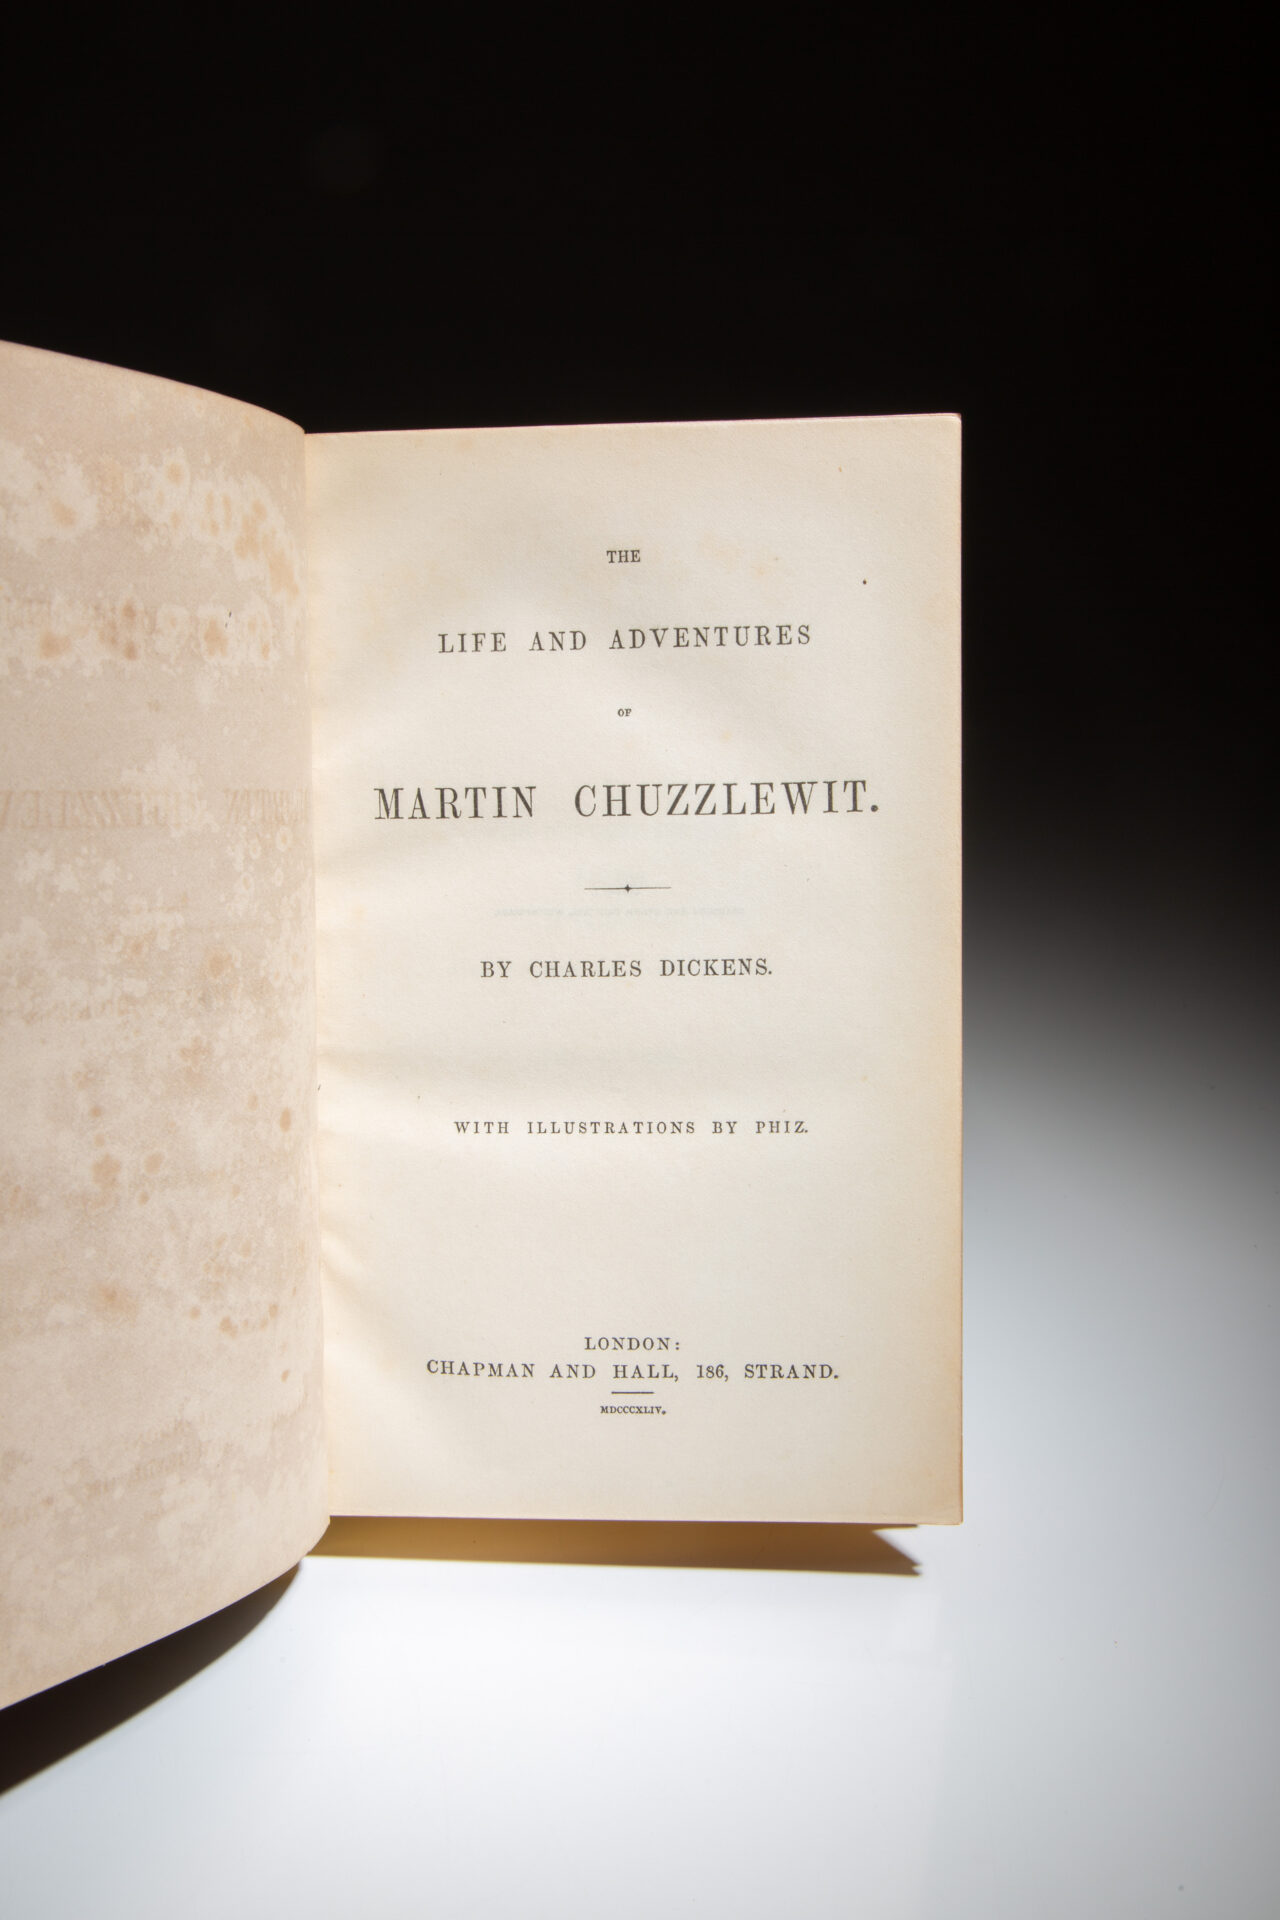 THE
LIFE AND ADVENTURES
OF
MARTIN CHUZZLEWIT.
BY CHARLES DICKENS.
WITH ILLUSTRATIONS BY PHIZ.
LONDON:
CHAPMAN AND HALL, 186, STRAND.
MDCCCXLIV.